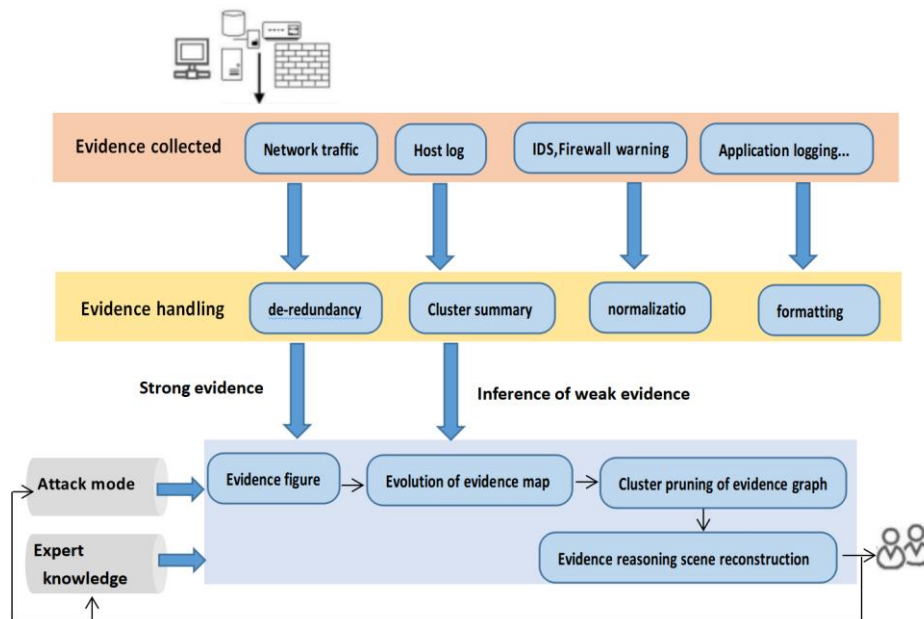 Evidence collected
Network traffic
Host log
IDS,Firewall warning
Application logging...
Evidence handling
de-redundancy
Cluster summary
normalizatio
formatting
Strong evidence
Inference of weak evidence
Attack mode
Evidence figure
Evolution of evidence map
Cluster pruning of evidence graph
Expert
knowledge
Evidence reasoning scene reconstruction